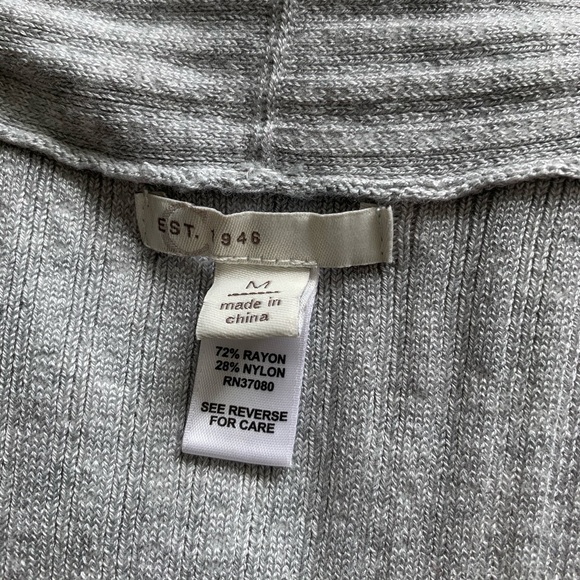 EST. 1946
M
made in
china
72% RAYON
28% NYLON
RN37080
SEE REVERSE
FOR CARE